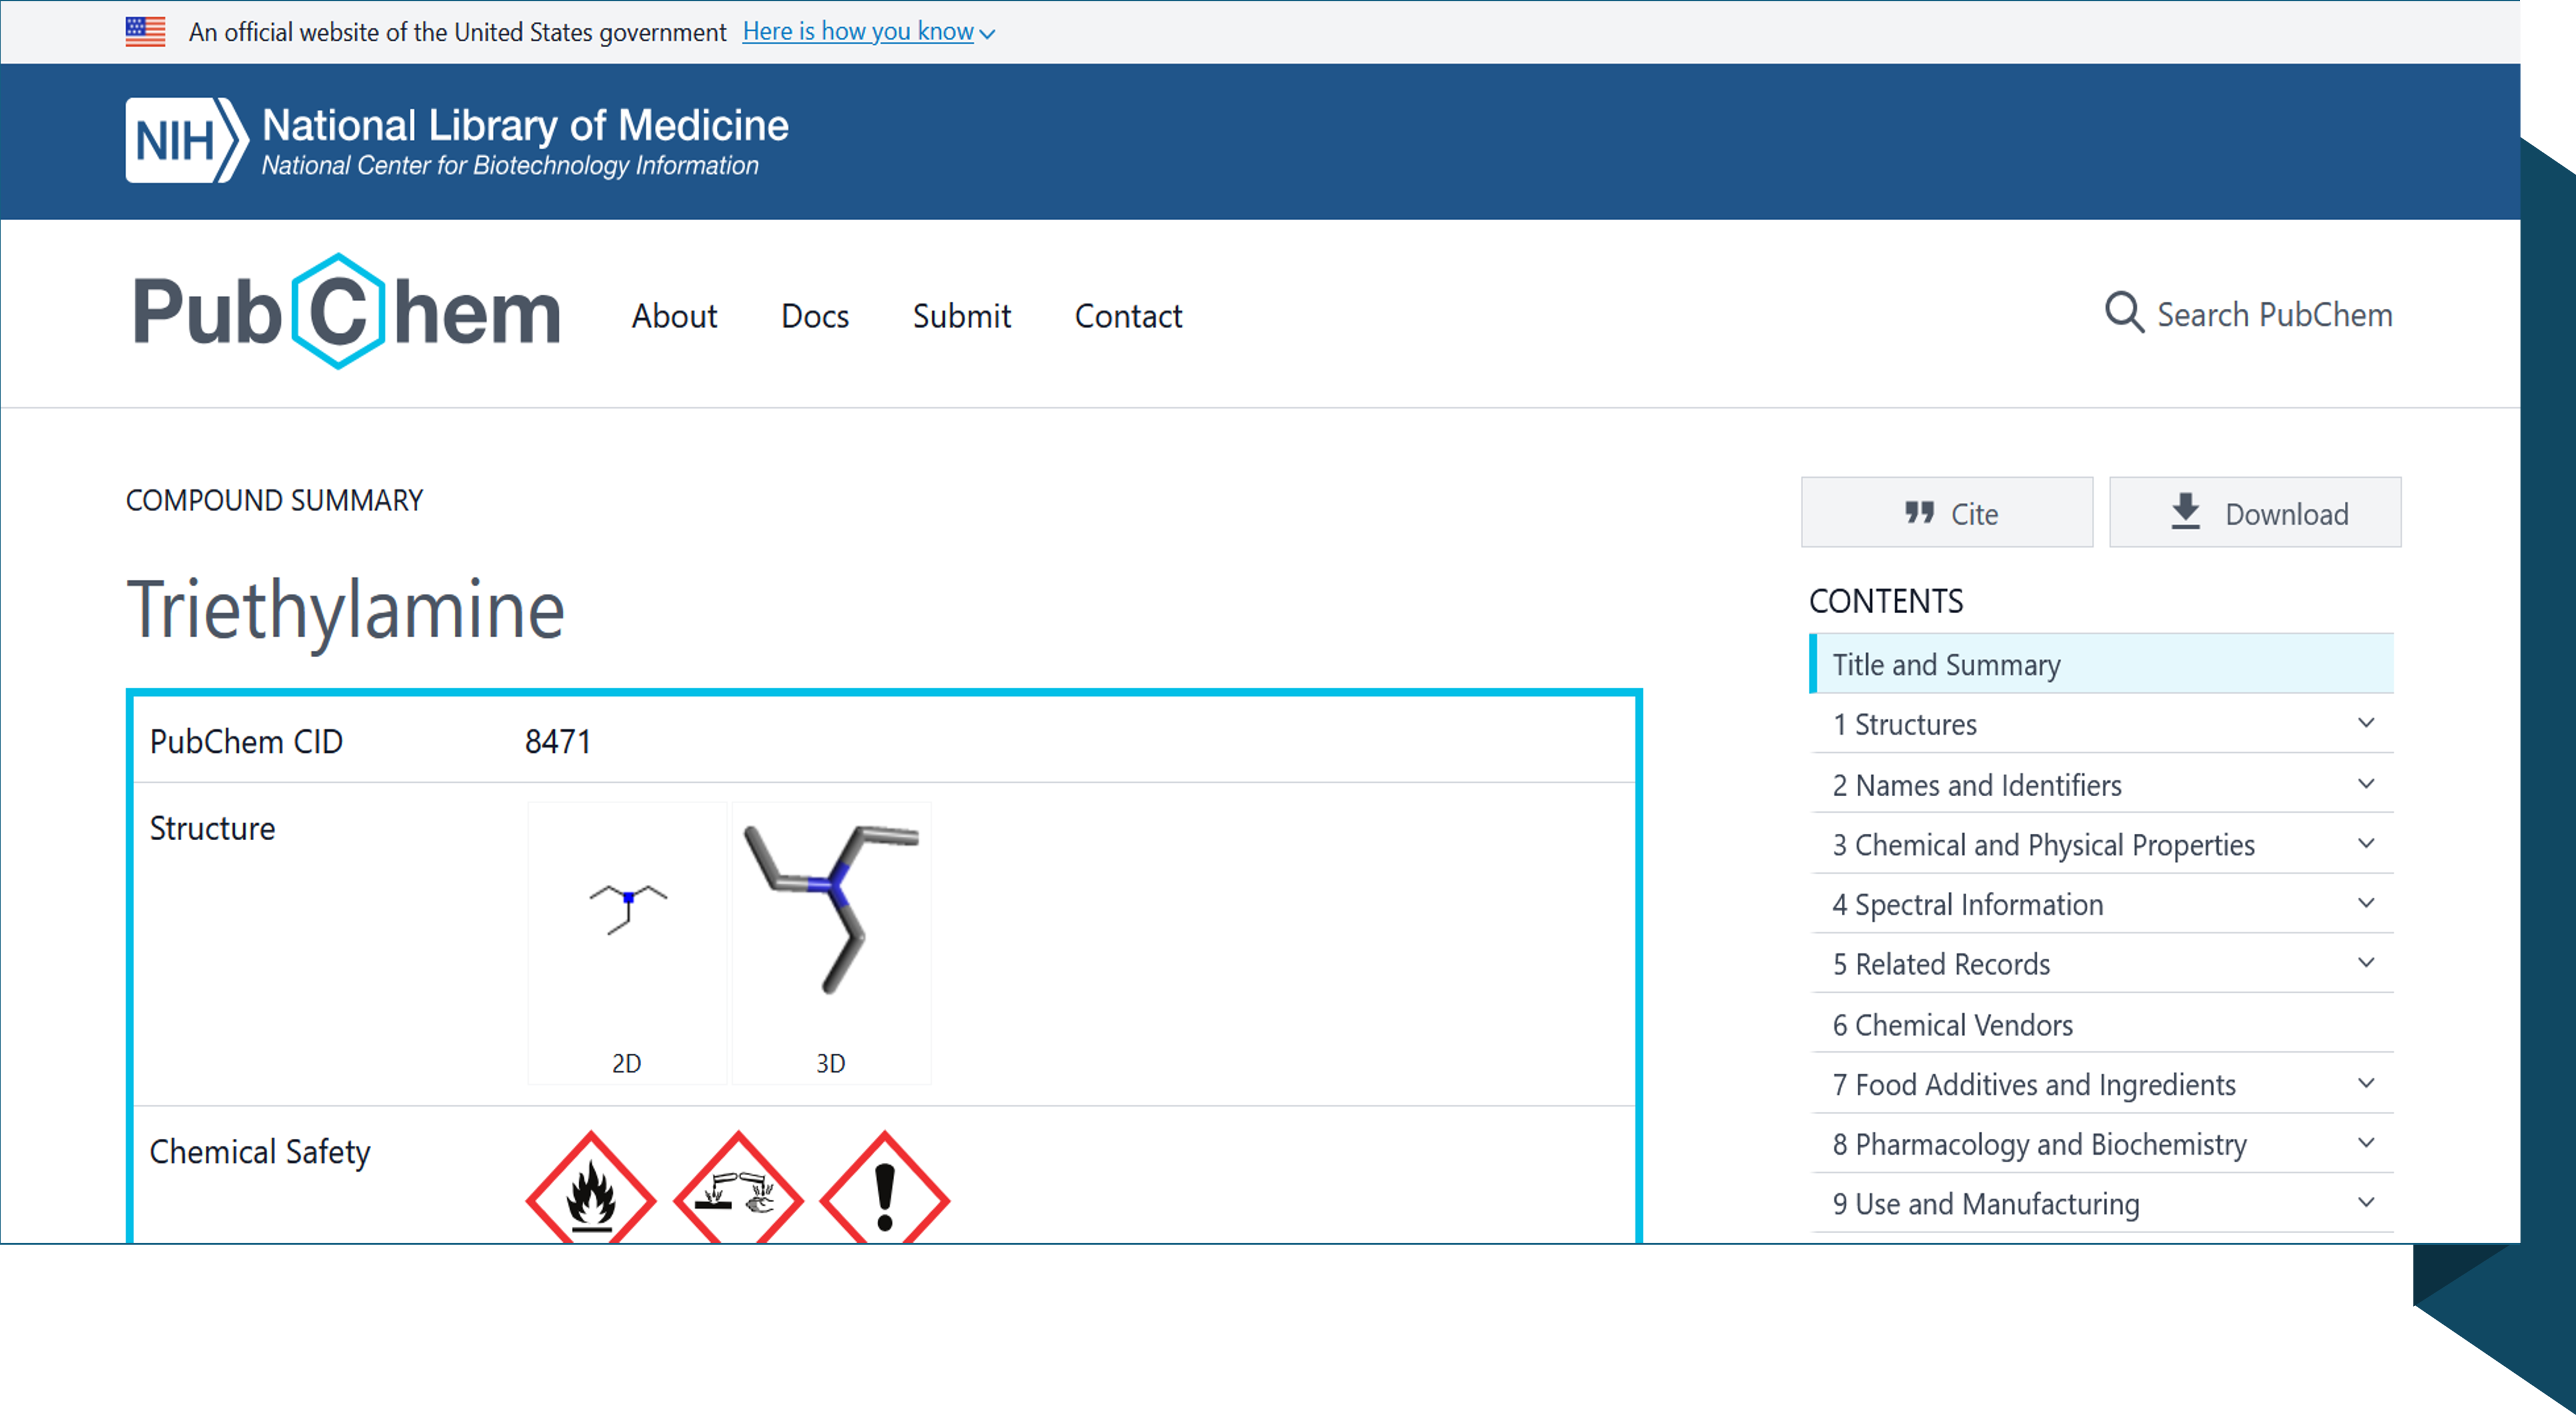 An official website of the United States government Here is how you know
NIH National Library of Medicine
National Center for Biotechnology Information
PubChem About Docs Submit Contact Search PubChem
COMPOUND SUMMARY
Triethylamine
PubChem CID 8471
Structure
2D 3D
Chemical Safety
Cite Download
CONTENTS
Title and Summary
1 Structures
2 Names and Identifiers
3 Chemical and Physical Properties
4 Spectral Information
5 Related Records
6 Chemical Vendors
7 Food Additives and Ingredients
8 Pharmacology and Biochemistry
9 Use and Manufacturing